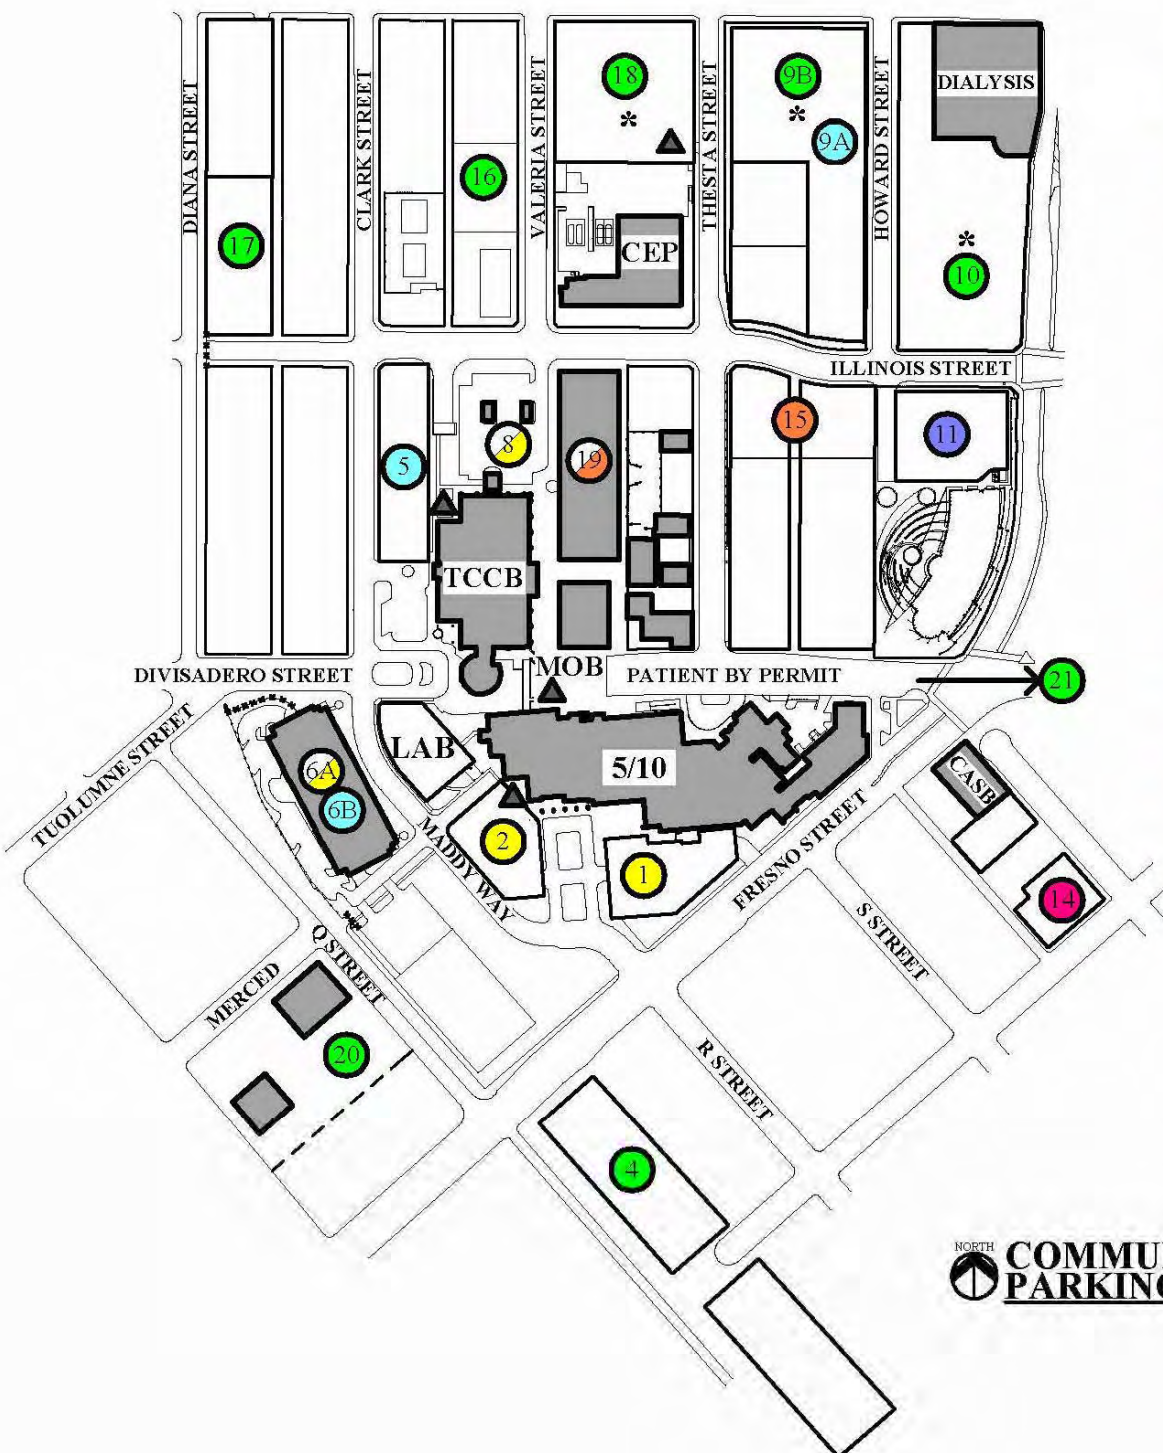 DIANA STREET
CLARK STREET
VALERIA STREET
THESTA STREET
HOWARD STREET
18
*
9B
*
9A
DIALYSIS
16
17
CEP
*
10
ILLINOIS STREET
5
8
19
15
11
TCCB
DIVISADERO STREET
MOB
PATIENT BY PERMIT
21
TUOLUMNE STREET
6A
6B
LAB
5/10
CASB
MADDY WAY
2
1
FRESNO STREET
S STREET
14
MERCED
Q STREET
20
R STREET
4
NORTH
COMMU
PARKING